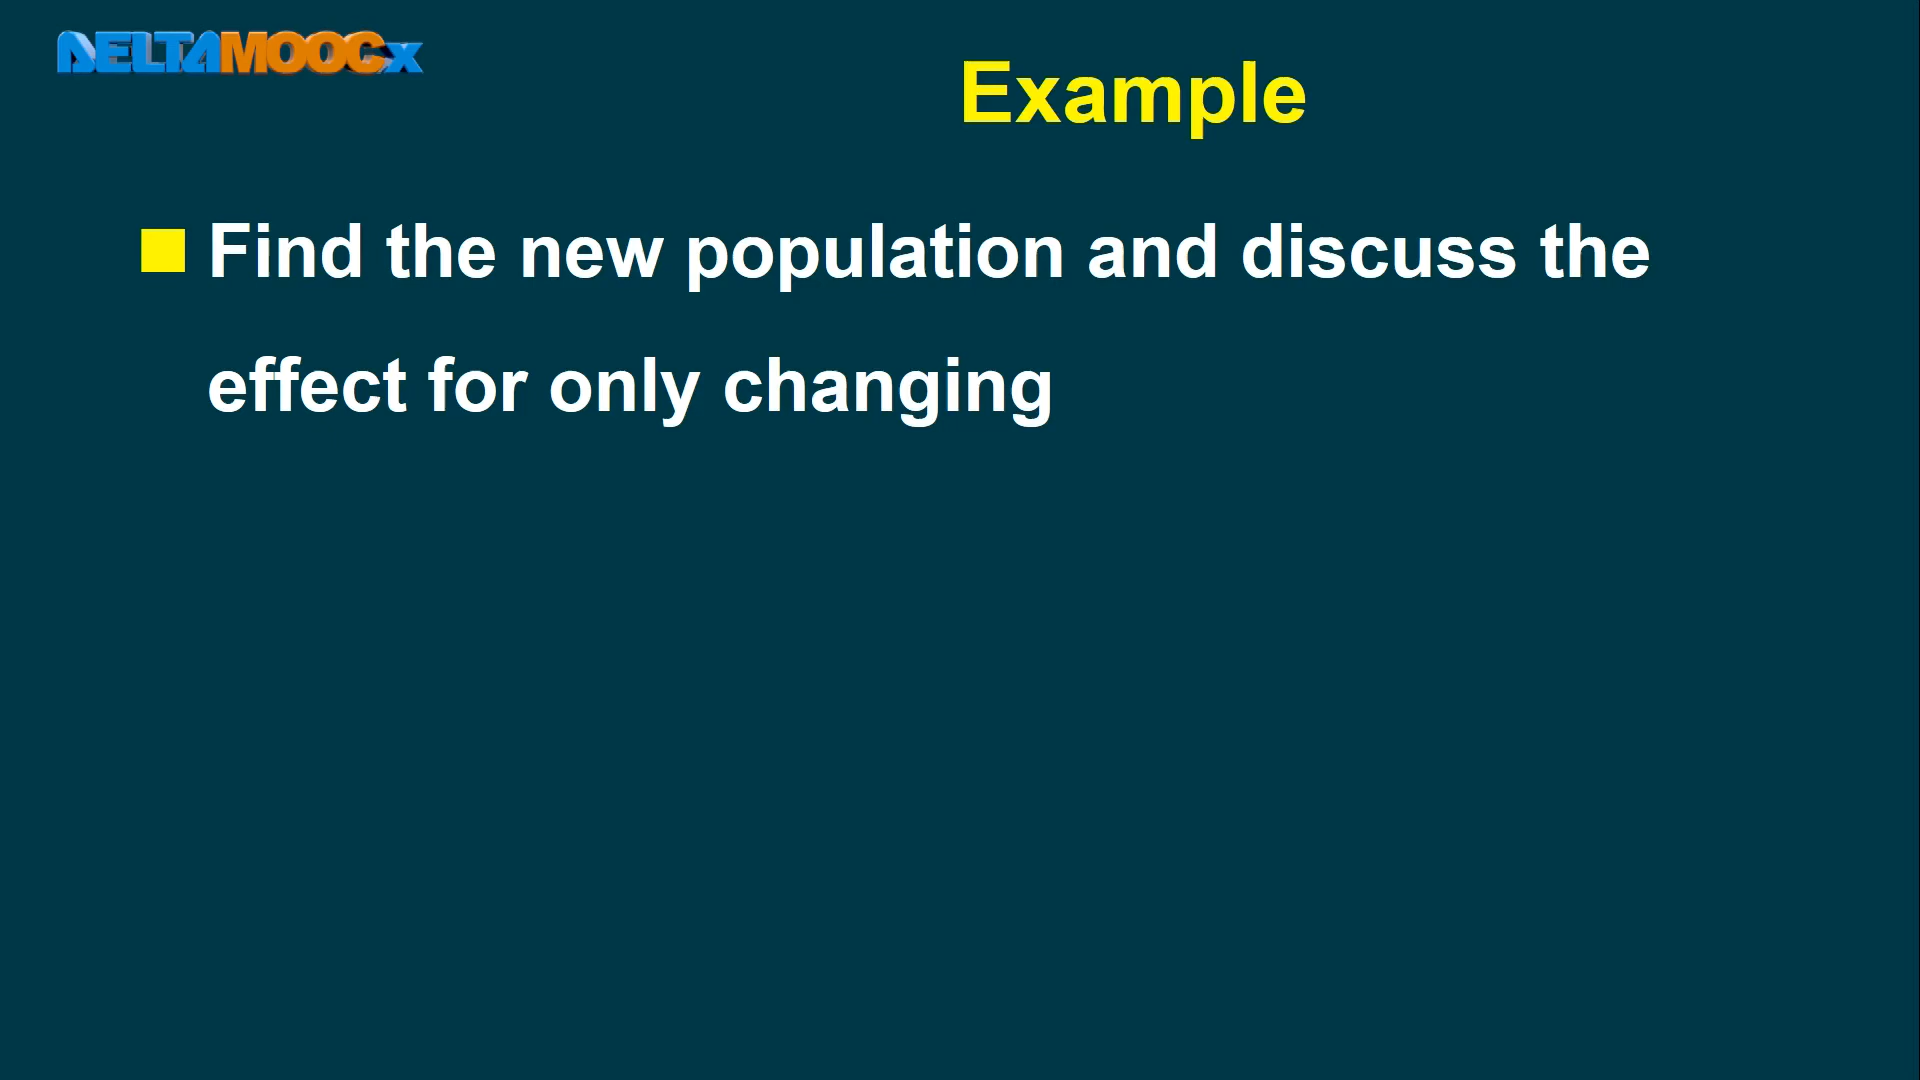 DELTAMOOCx
Example
Find the new population and discuss the
effect for only changing